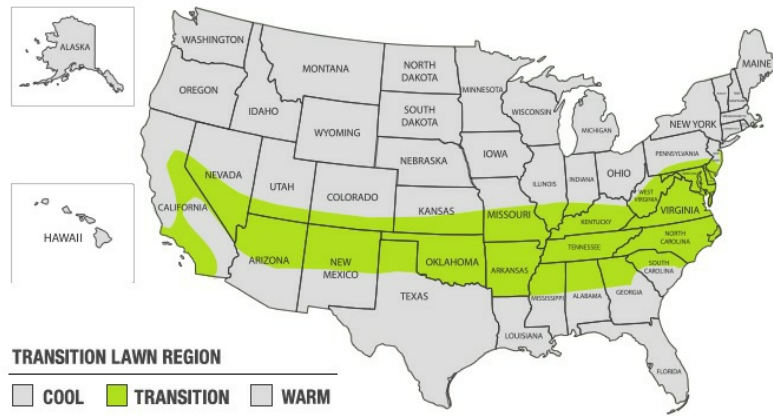 ALASKA
HAWAII
WASHINGTON
OREGON
CALIFORNIA
NEVADA
IDAHO
MONTANA
WYOMING
UTAH
COLORADO
ARIZONA
NEW
MEXICO
NORTH
DAKOTA
SOUTH
DAKOTA
NEBRASKA
KANSAS
OKLAHOMA
TEXAS
MINNESOTA
IOWA
MISSOURI
ARKANSAS
LOUISIANA
WISCONSIN
ILLINOIS
MICHIGAN
INDIANA
OHIO
KENTUCKY
TENNESSEE
MISSISSIPPI
ALABAMA
GEORGIA
FLORIDA
SOUTH
CAROLINA
NORTH
CAROLINA
VIRGINIA
WEST
VIRGINIA
PENNSYLVANIA
NEW YORK
MAINE
TRANSITION LAWN REGION
COOL
TRANSITION
WARM